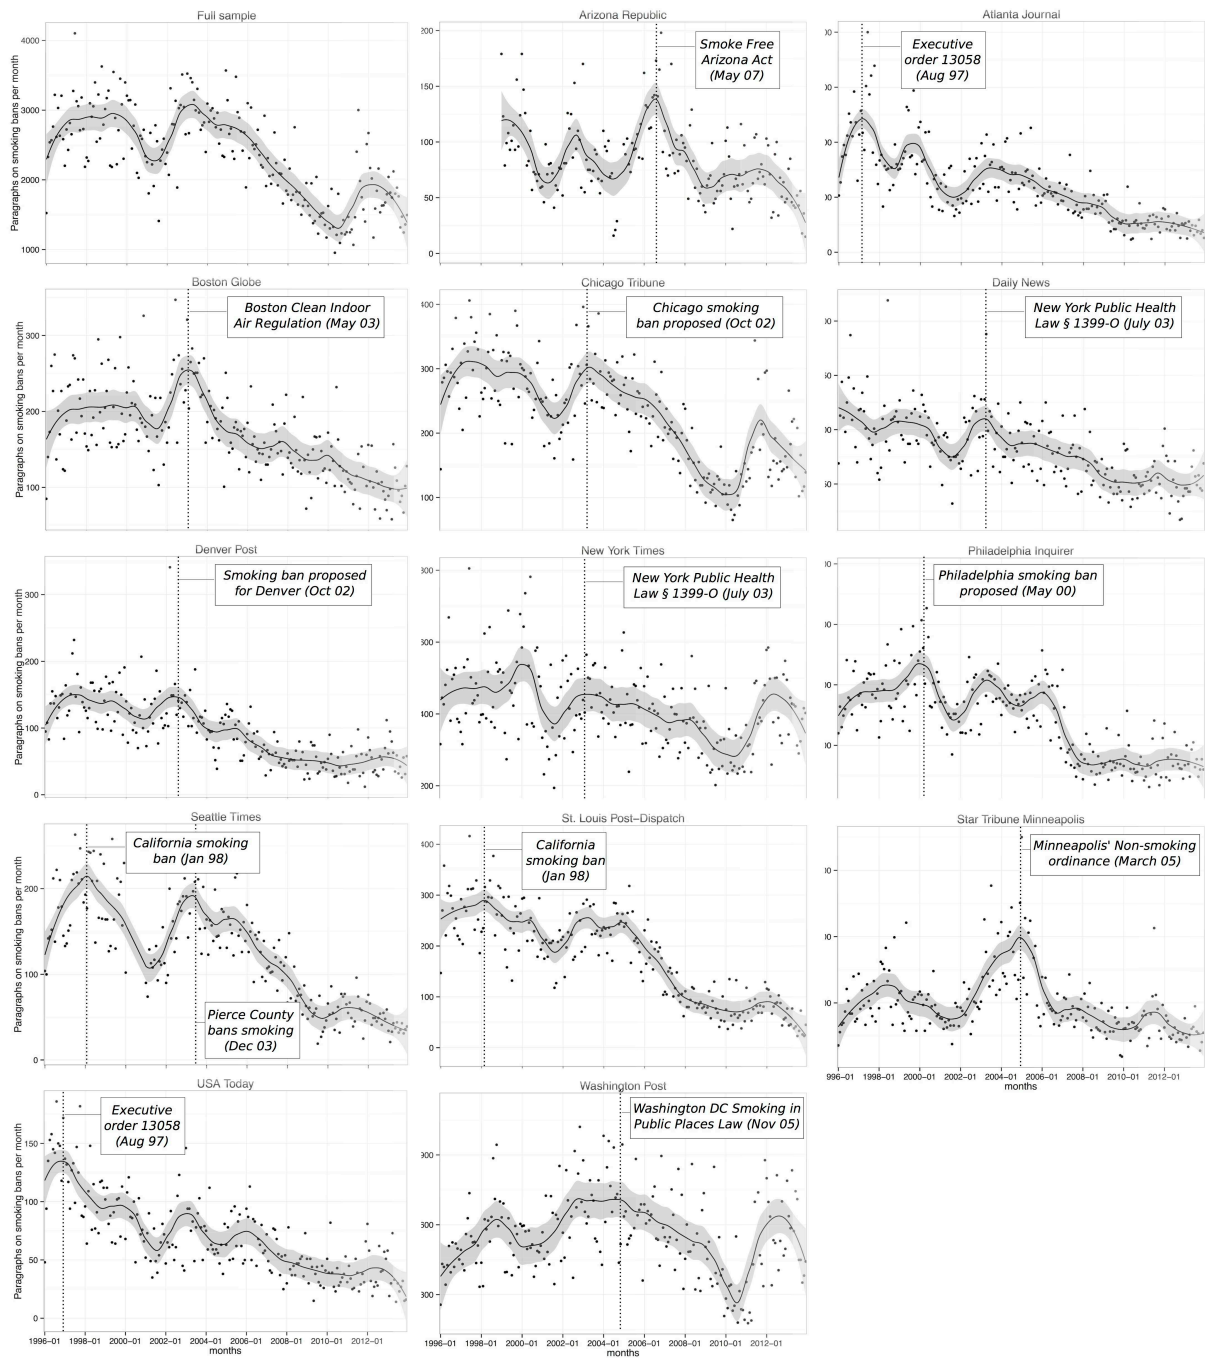 Full sample
Paragraphs on smoking bans per month
4000
3000
2000
1000
Arizona Republic
200
150
100
50
0
Smoke Free
Arizona Act
(May 07)
Atlanta Journal
0
Executive
order 13058
(Aug 97)
Boston Globe
Paragraphs on smoking bans per month
300
200
100
Boston Clean Indoor
Air Regulation (May 03)
Chicago Tribune
400
300
200
100
Chicago smoking
ban proposed (Oct 02)
Daily News
New York Public Health
Law § 1399-O (July 03)
Denver Post
Paragraphs on smoking bans per month
300
200
100
0
Smoking ban proposed
for Denver (Oct 02)
New York Times
800
600
400
200
New York Public Health
Law § 1399-O (July 03)
Philadelphia Inquirer
Philadelphia smoking ban
proposed (May 00)
Seattle Times
Paragraphs on smoking bans per month
200
100
0
California smoking
ban (Jan 98)
Pierce County
bans smoking
(Dec 03)
St. Louis Post–Dispatch
400
300
200
100
0
California
smoking ban
(Jan 98)
Star Tribune Minneapolis
Minneapolis' Non-smoking
ordinance (March 05)
996–01 1998–01 2000–01 2002–01 2004–01 2006–01 2008–01 2010–01 2012–01
months
USA Today
Paragraphs on smoking bans per month
150
100
50
0
Executive
order 13058
(Aug 97)
1996–01 1998–01 2000–01 2002–01 2004–01 2006–01 2008–01 2010–01 2012–01
months
Washington Post
900
600
300
Washington DC Smoking in
Public Places Law (Nov 05)
1996–01 1998–01 2000–01 2002–01 2004–01 2006–01 2008–01 2010–01 2012–01
months